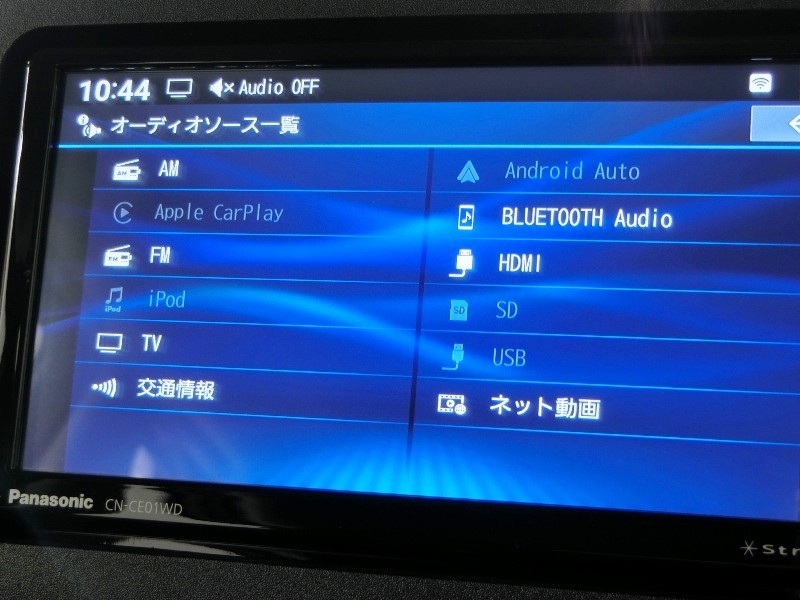 10:44 Audio OFF
オーディオソース一覧
AM
Apple CarPlay
FM
iPod
TV
交通情報
Android Auto
BLUETOOTH Audio
HDMI
SD
USB
ネット動画
Panasonic CN-CE01WD
Str